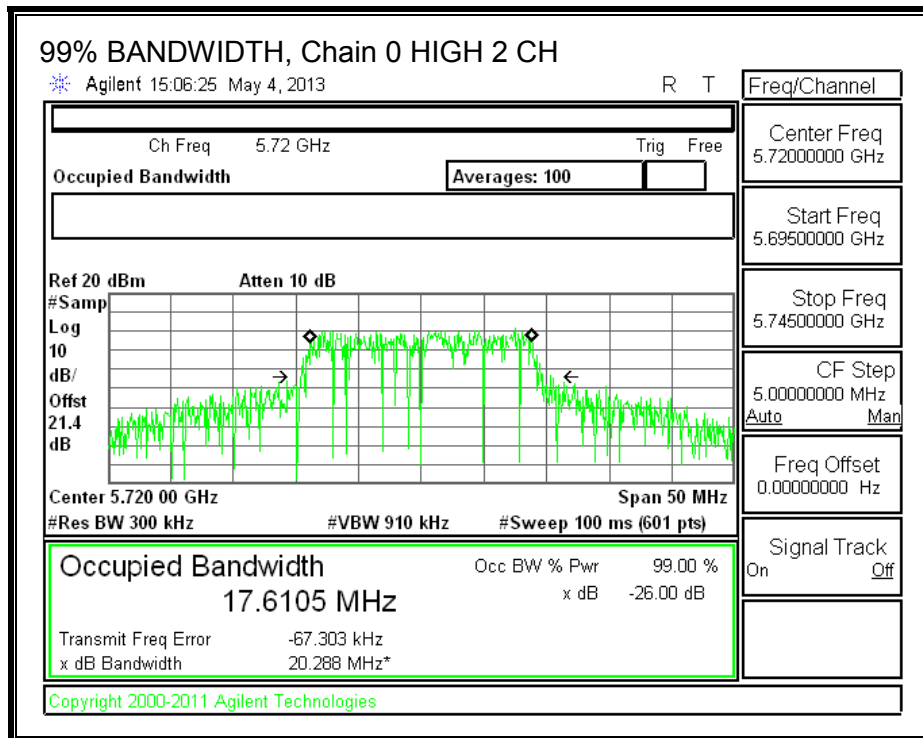 99% BANDWIDTH, Chain 0 HIGH 2 CH
Agilent 15:06:25 May 4, 2013 R T
Ch Freq 5.72 GHz Trig Free
Occupied Bandwidth Averages: 100
Ref 20 dBm Atten 10 dB
#Samp
Log
10
dB/
Offst
21.4
dB
Center 5.720 00 GHz Span 50 MHz
#Res BW 300 kHz #VBW 910 kHz #Sweep 100 ms (601 pts)
Occupied Bandwidth Occ BW % Pwr 99.00 %
17.6105 MHz x dB -26.00 dB
Transmit Freq Error -67.303 kHz
x dB Bandwidth 20.288 MHz*
Copyright 2000-2011 Agilent Technologies
Freq/Channel
Center Freq
5.72000000 GHz
Start Freq
5.69500000 GHz
Stop Freq
5.74500000 GHz
CF Step
5.00000000 MHz
Auto Man
Freq Offset
0.00000000 Hz
Signal Track
On Off